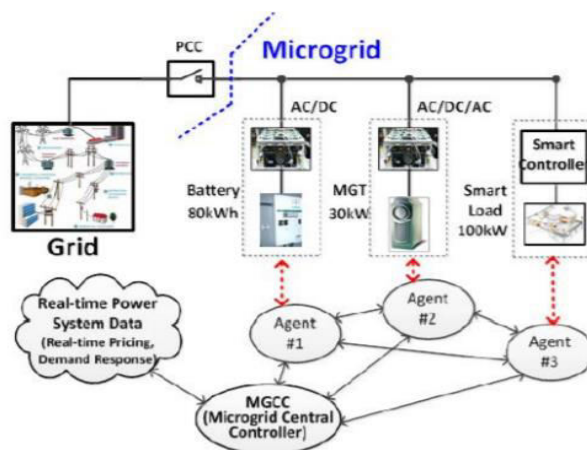 PCC
Microgrid
AC/DC
AC/DC/AC
Smart
Controller
Battery
80kWh
MGT
30kW
Smart
Load
100kW
Grid
Real-time Power
System Data
(Real-time Pricing,
Demand Response)
Agent
#1
Agent
#2
Agent
#3
MGCC
(Microgrid Central
Controller)